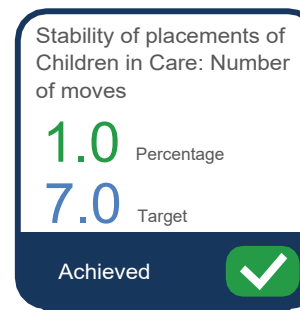 Stability of placements of
Children in Care: Number
of moves
1.0 Percentage
7.0 Target
Achieved